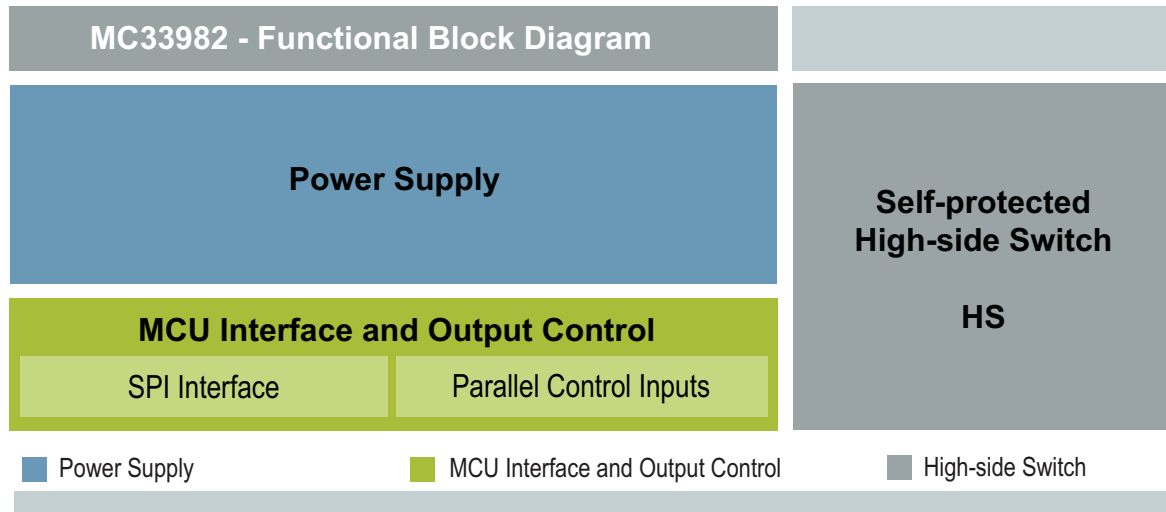 MC33982 - Functional Block Diagram
Power Supply
Self-protected
High-side Switch
HS
MCU Interface and Output Control
SPI Interface
Parallel Control Inputs
Power Supply
MCU Interface and Output Control
High-side Switch